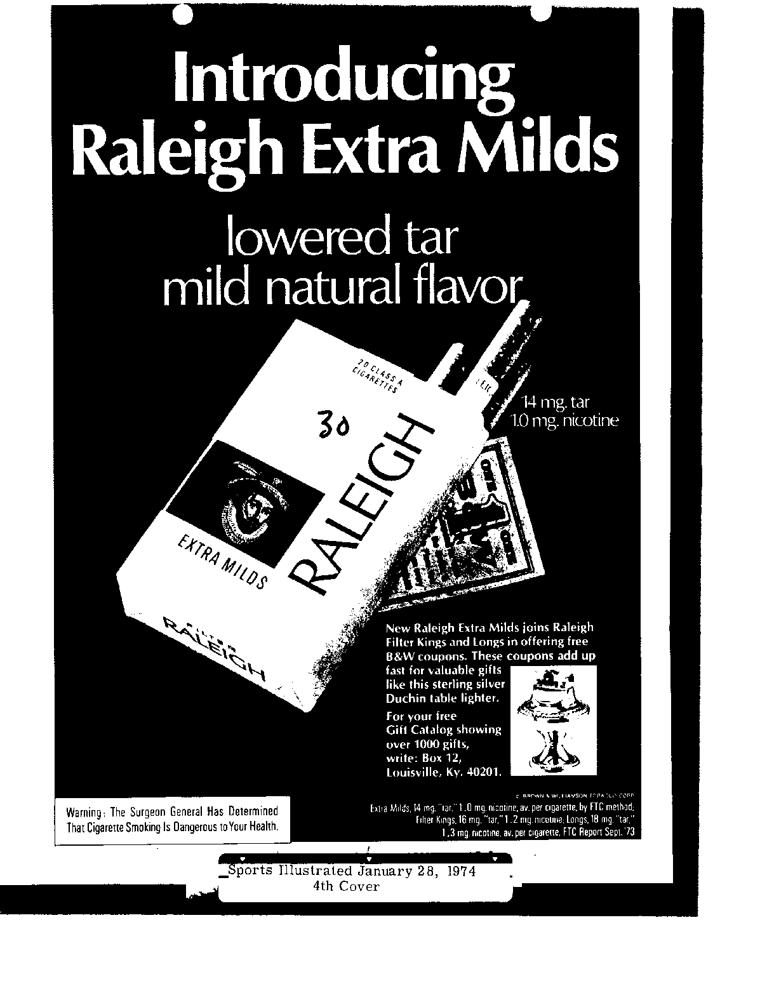 Introducing
Raleigh Extra Milds
lowered tar
mild natural flavor
20 CLASS A
CIGARETTES
30
14 mg. tar
1.0 mg. nicotine
RALEIGH
EXTRA MILDS
FILTER
RALEIGH
New Raleigh Extra Milds joins Raleigh
Filter Kings and Longs in offering free
B&W coupons. These coupons add up
fast for valuable gifts
like this sterling silver
Duchin table lighter.
For your free
Gift Catalog showing
over 1000 gifts,
write: Box 12,
Louisville, Ky. 40201.
BROWN & WILLIAMSON TOBACCO CORP.
Extra Milds, 14 mg. "tar," 1.0 mg. nicotine, av. per cigarette, by FTC method.
Filter Kings, 16 mg. "tar," 1.2 mg. nicotine; Longs, 18 mg. "tar,"
1.3 mg. nicotine, av. per cigarette, FTC Report Sept. '73
Warning: The Surgeon General Has Determined
That Cigarette Smoking Is Dangerous to Your Health.
Sports Illustrated January 28, 1974
4th Cover